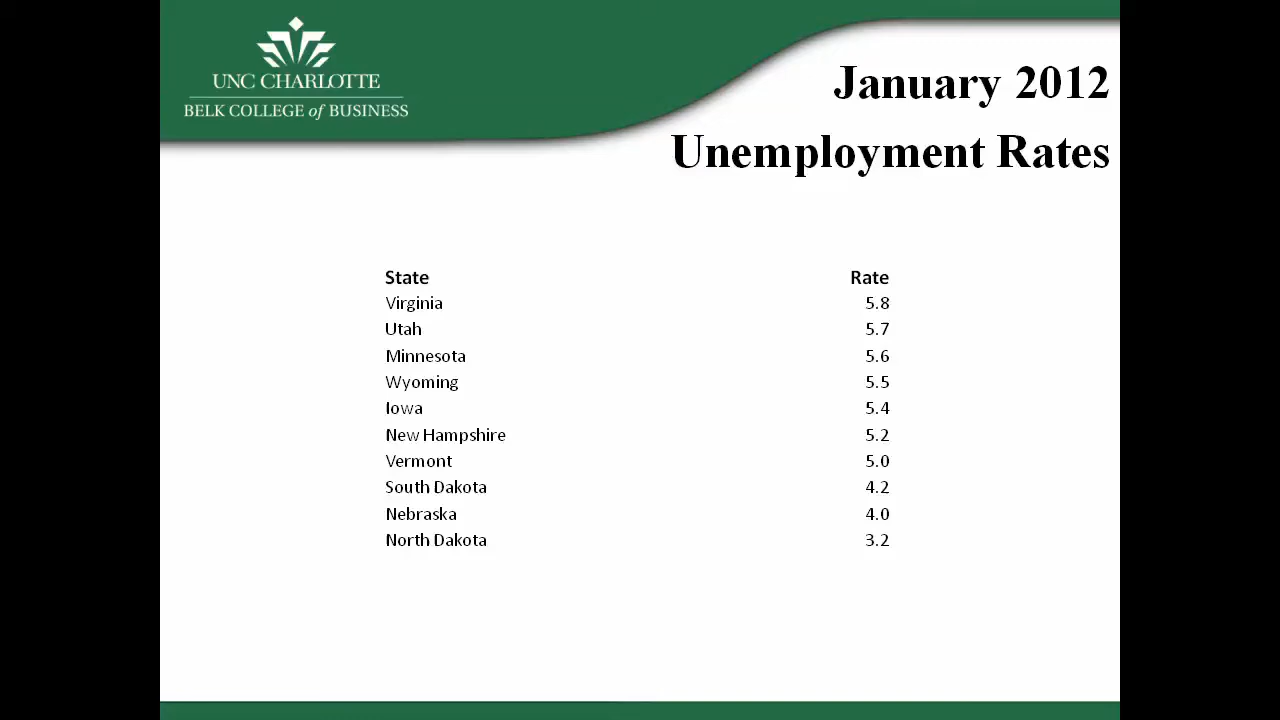 UNC CHARLOTTE
BELK COLLEGE of BUSINESS
January 2012
Unemployment Rates
State Rate
Virginia 5.8
Utah 5.7
Minnesota 5.6
Wyoming 5.5
Iowa 5.4
New Hampshire 5.2
Vermont 5.0
South Dakota 4.2
Nebraska 4.0
North Dakota 3.2